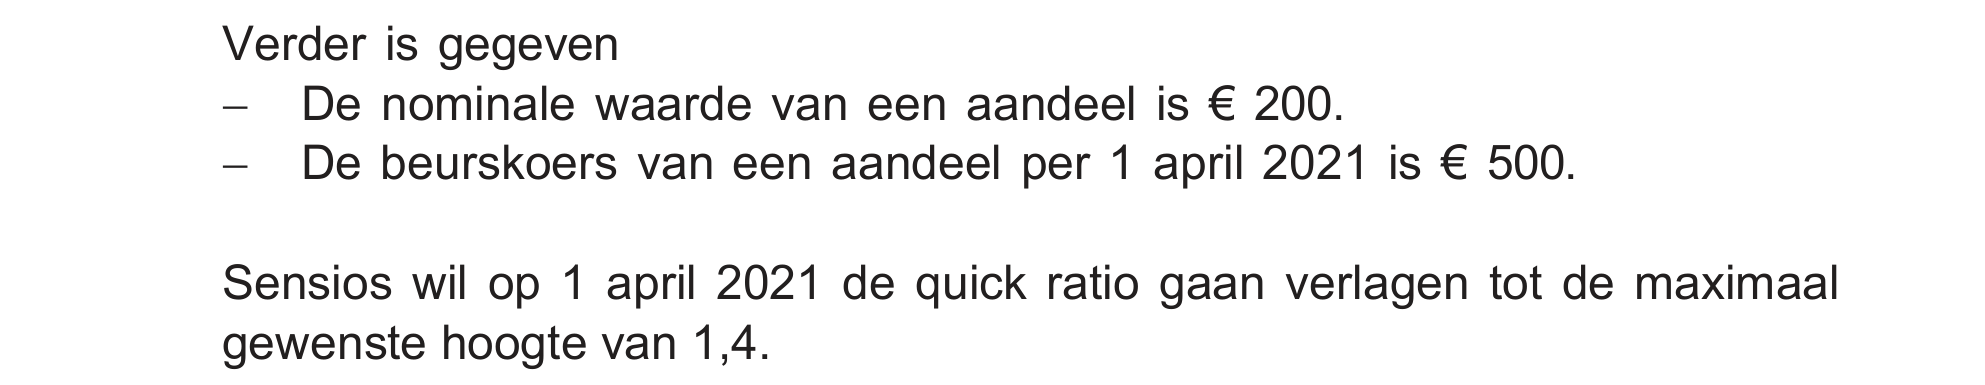 Verder is gegeven
– De nominale waarde van een aandeel is € 200.
– De beurskoers van een aandeel per 1 april 2021 is € 500.
Sensios wil op 1 april 2021 de quick ratio gaan verlagen tot de maximaal
gewenste hoogte van 1,4.